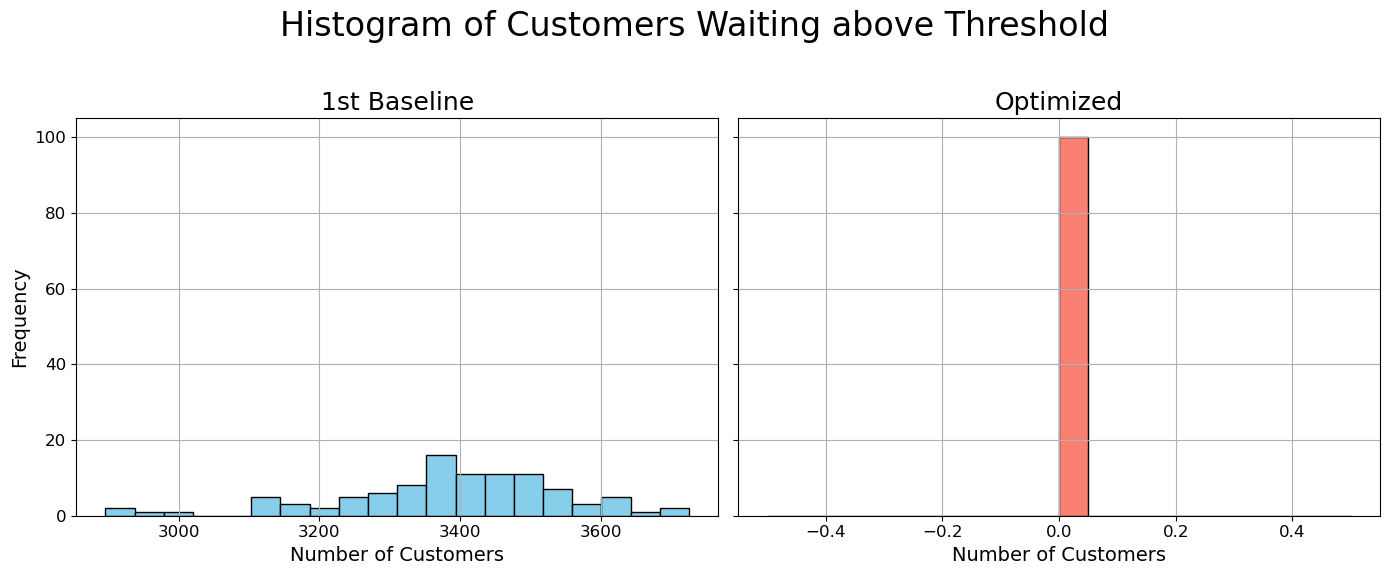 Histogram of Customers Waiting above Threshold
1st Baseline
Optimized
Frequency
100
80
60
40
20
0
3000 3200 3400 3600
−0.4 −0.2 0.0 0.2 0.4
Number of Customers
Number of Customers